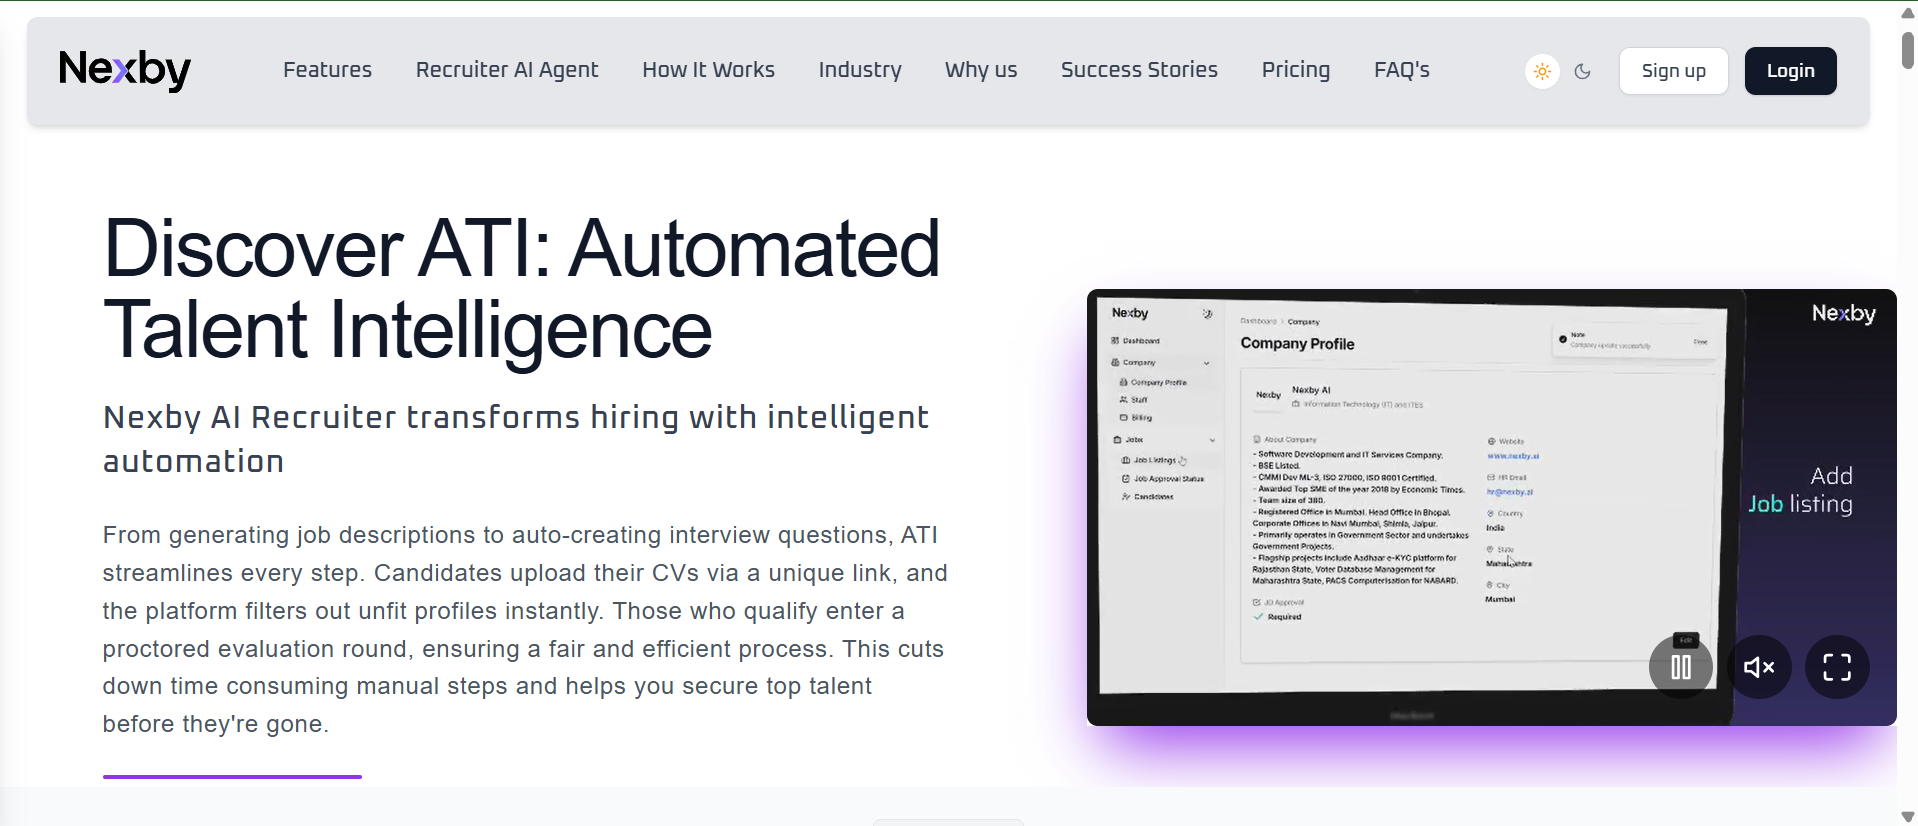 Nexby
Features
Recruiter AI Agent
How It Works
Industry
Why us
Success Stories
Pricing
FAQ's
Sign up
Login
Discover ATI: Automated
Talent Intelligence
Nexby AI Recruiter transforms hiring with intelligent
automation
From generating job descriptions to auto-creating interview questions, ATI
streamlines every step. Candidates upload their CVs via a unique link, and
the platform filters out unfit profiles instantly. Those who qualify enter a
proctored evaluation round, ensuring a fair and efficient process. This cuts
down time consuming manual steps and helps you secure top talent
before they're gone.
Nexby
Dashboard
Company
Company Profile
Staff
Billing
Jobs
Job Listings
Job Approval Status
Candidates
Dashboard > Company
Company Profile
Note
Company update successfully
Close
Nexby
Nexby AI
Information Technology (IT) and ITES
About Company
- Software Development and IT Services Company.
- BSE Listed.
- CMMI Dev ML-3, ISO 27000, ISO 9001 Certified.
- Awarded Top SME of the year 2018 by Economic Times.
- Team size of 380.
- Registered Office in Mumbai. Head Office in Bhopal.
Corporate Offices in Navi Mumbai, Shimla, Jaipur.
- Primarily operates in Government Sector and undertakes
Government Projects.
- Flagship projects include Aadhaar e-KYC platform for
Rajasthan State, Voter Database Management for
Maharashtra State, PACS Computerisation for NABARD.
JD Approval
Required
Website
www.nexby.ai
HR Email
hr@nexby.ai
Country
India
State
Maharashtra
City
Mumbai
Edit
Nexby
Add
Job listing